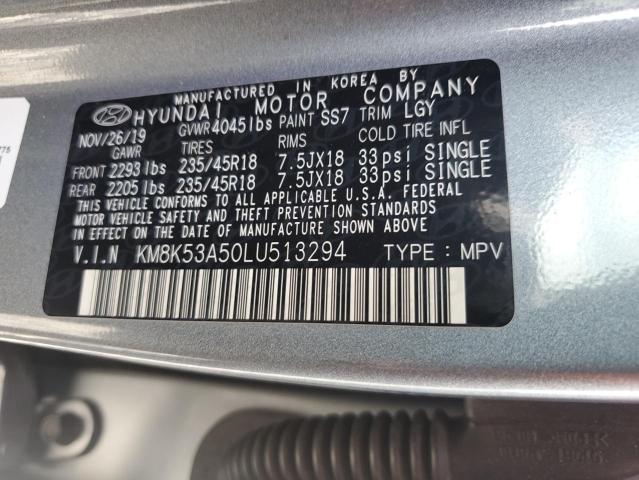 MANUFACTURED IN KOREA BY
HYUNDAI MOTOR COMPANY
NOV/26/19 GVWR 4045lbs PAINT SS7 TRIM LGY
GAWR TIRES RIMS COLD TIRE INFL
FRONT 2293lbs 235/45R18 7.5JX18 33psi SINGLE
REAR 2205lbs 235/45R18 7.5JX18 33psi SINGLE
THIS VEHICLE CONFORMS TO ALL APPLICABLE U.S.A. FEDERAL
MOTOR VEHICLE SAFETY AND THEFT PREVENTION STANDARDS
IN EFFECT ON THE DATE OF MANUFACTURE SHOWN ABOVE.
V.I.N KM8K53A50LU513294 TYPE : MPV